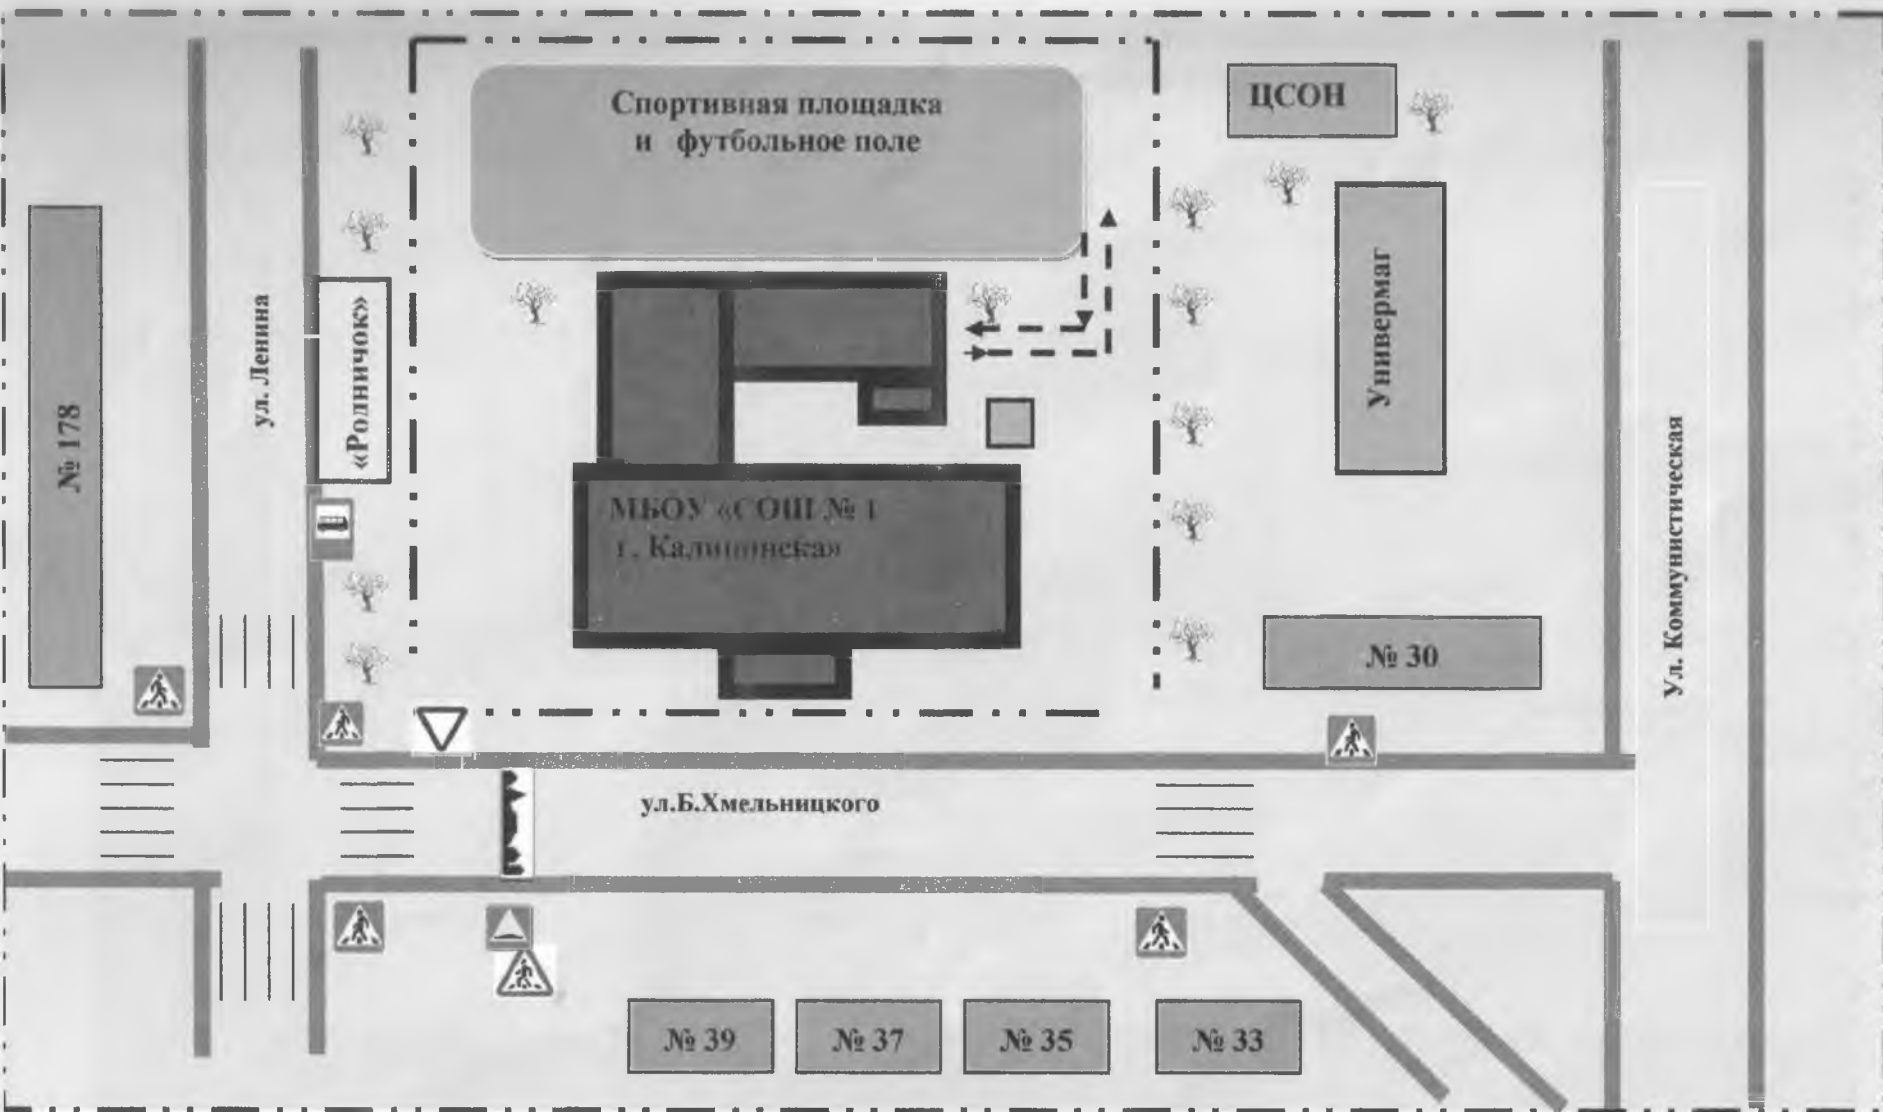 Спортивная площадка
и футбольное поле
ЦСОН
Универмаг
ул. Ленина
«Родничок»
№ 178
МБОУ «СОШ № 1
г. Калининска»
№ 30
Ул. Коммунистическая
ул.Б.Хмельницкого
№ 39
№ 37
№ 35
№ 33